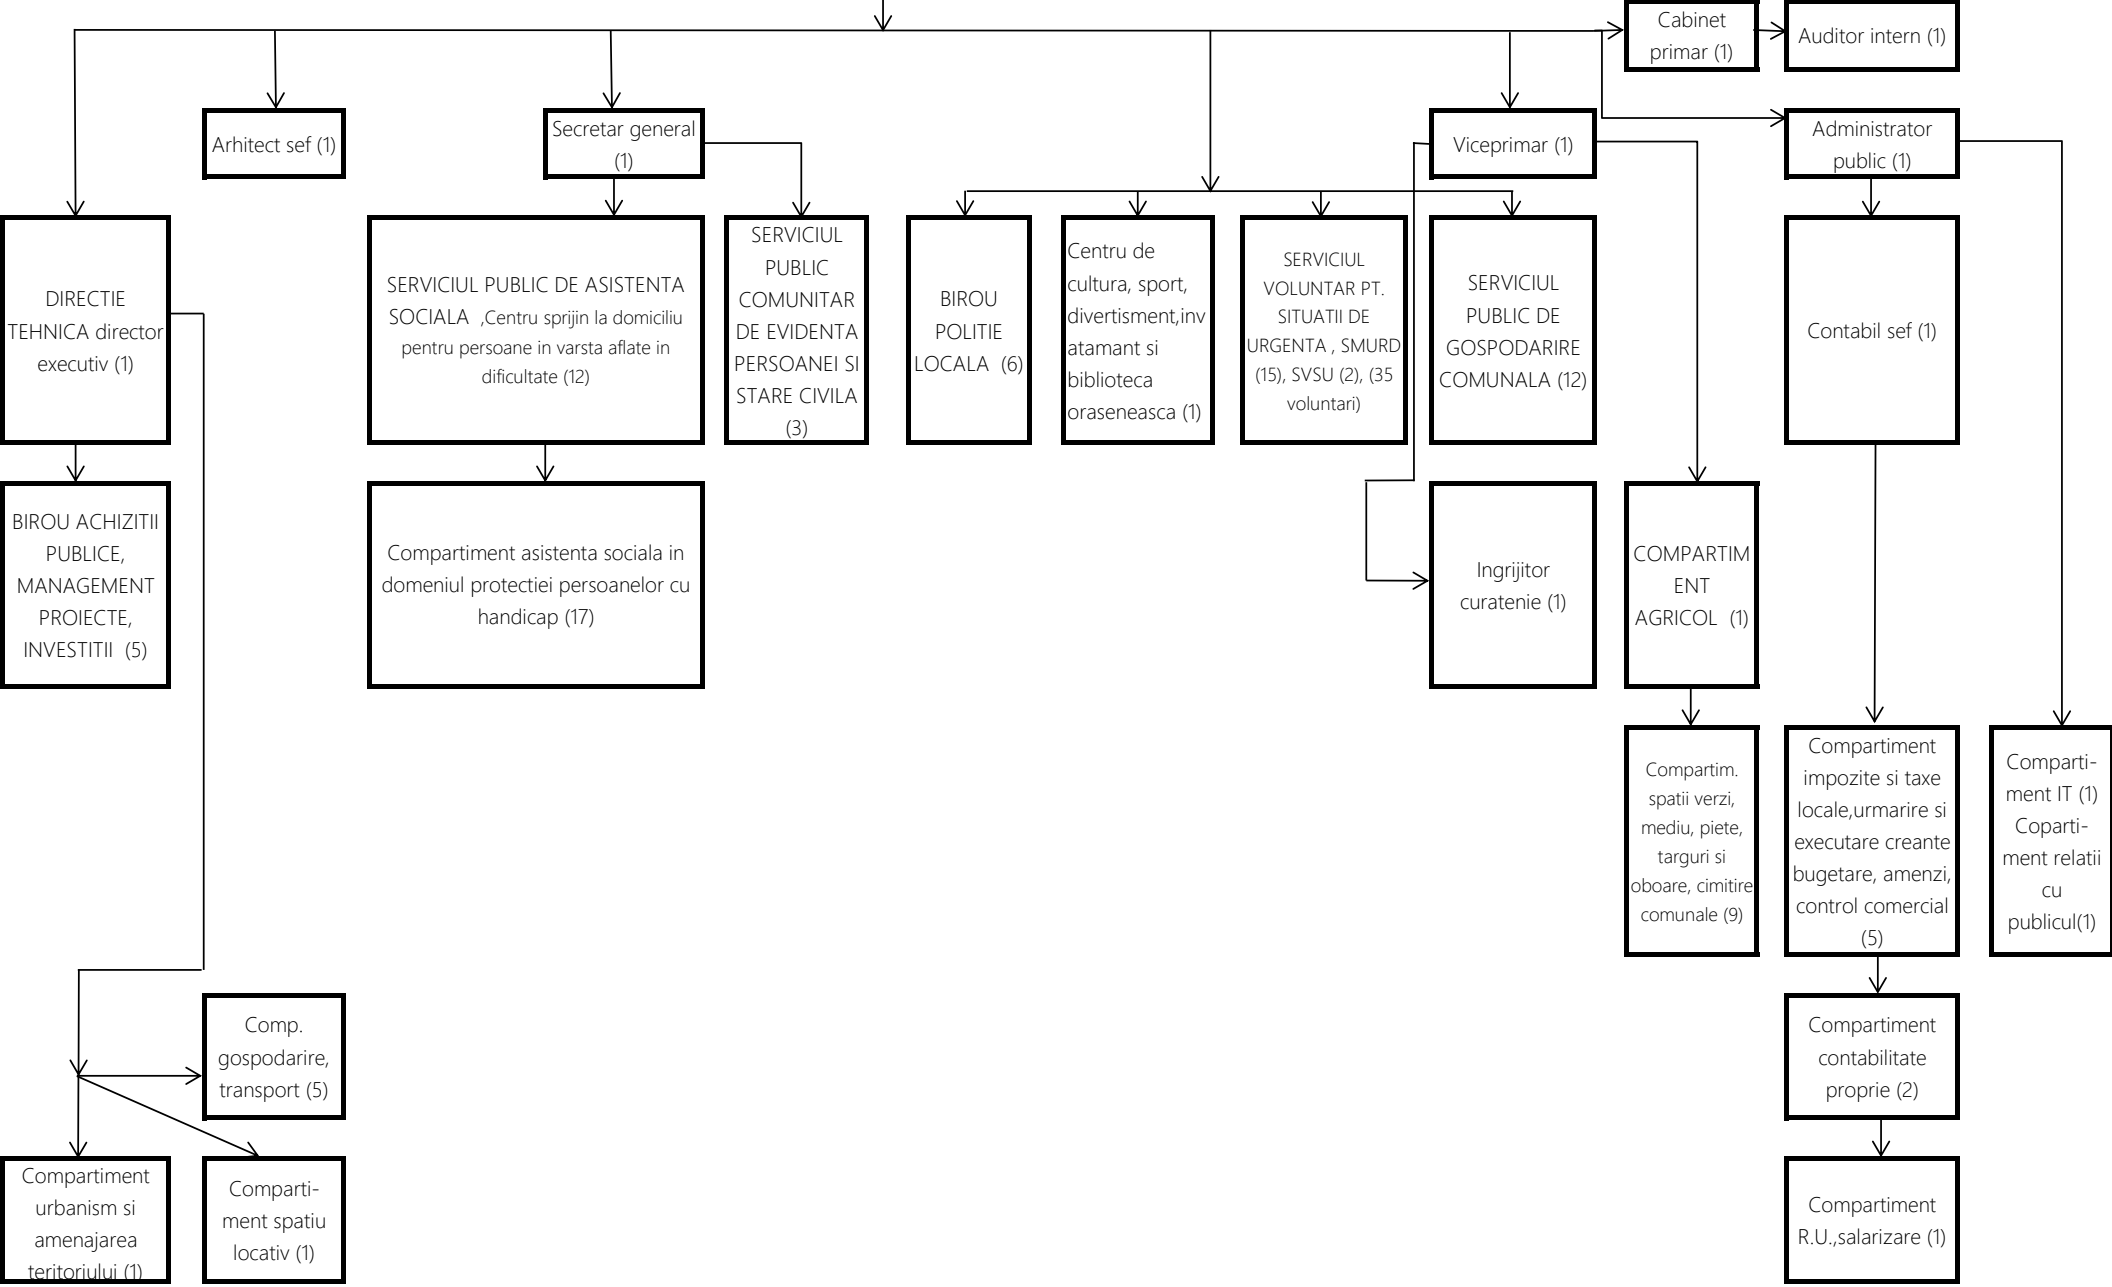 Cabinet
primar (1)
Auditor intern (1)
Arhitect sef (1)
Secretar general
(1)
Viceprimar (1)
Administrator
public (1)
DIRECTIE
TEHNICA director
executiv (1)
SERVICIUL PUBLIC DE ASISTENTA
SOCIALA ,Centru sprijin la domiciliu
pentru persoane in varsta aflate in
dificultate (12)
SERVICIUL
PUBLIC
COMUNITAR
DE EVIDENTA
PERSOANEI SI
STARE CIVILA
(3)
BIROU
POLITIE
LOCALA (6)
Centru de
cultura, sport,
divertisment,inv
atamant si
biblioteca
oraseneasca (1)
SERVICIUL
VOLUNTAR PT.
SITUATII DE
URGENTA , SMURD
(15), SVSU (2), (35
voluntari)
SERVICIUL
PUBLIC DE
GOSPODARIRE
COMUNALA (12)
Contabil sef (1)
BIROU ACHIZITII
PUBLICE,
MANAGEMENT
PROIECTE,
INVESTITII (5)
Compartiment asistenta sociala in
domeniul protectiei persoanelor cu
handicap (17)
Ingrijitor
curatenie (1)
COMPARTIM
ENT
AGRICOL (1)
Compartim.
spatii verzi,
mediu, piete,
targuri si
oboare, cimitire
comunale (9)
Compartiment
impozite si taxe
locale,urmarire si
executare creante
bugetare, amenzi,
control comercial
(5)
Comparti-
ment IT (1)
Coparti-
ment relatii
cu
publicul(1)
Comp.
gospodarire,
transport (5)
Compartiment
contabilitate
proprie (2)
Compartiment
urbanism si
amenajarea
teritoriului (1)
Comparti-
ment spatiu
locativ (1)
Compartiment
R.U.,salarizare (1)